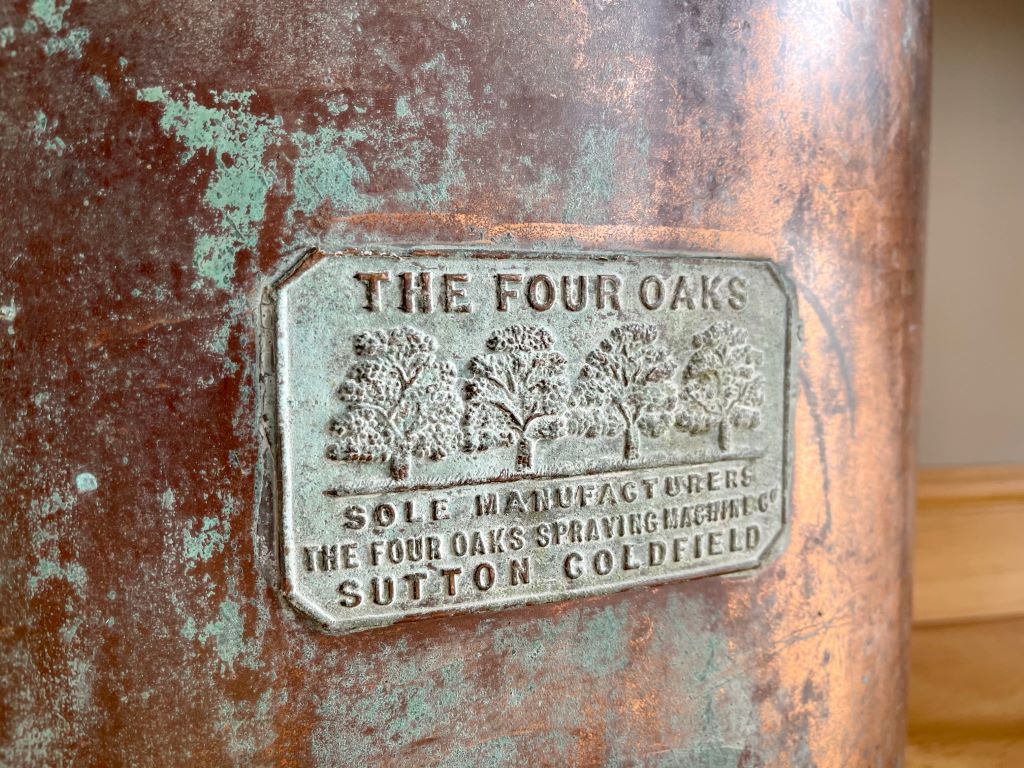 THE FOUR OAKS
SOLE MANUFACTURERS
THE FOUR OAKS SPRAYING MACHINE Cº
SUTTON COLDFIELD